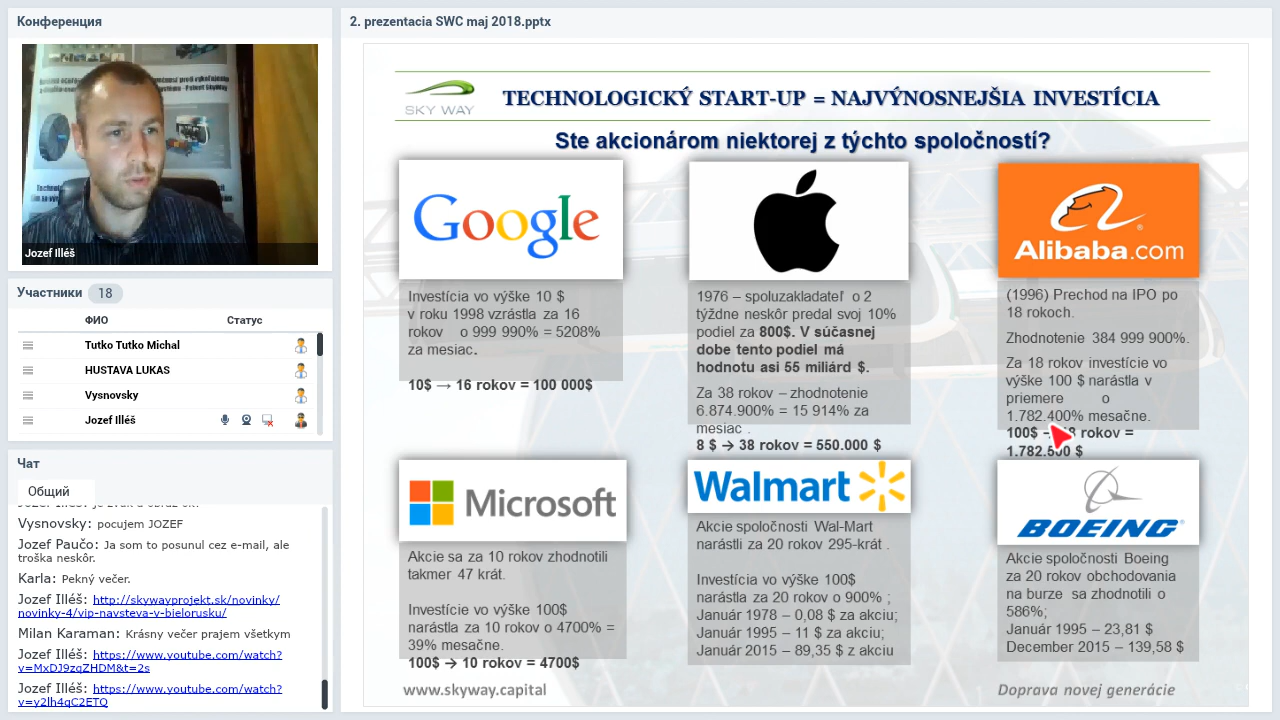 Конференция
Jozef Illéš
Участники 18
ФИО Статус
Tutko Tutko Michal
HUSTAVA LUKAS
Vysnovsky
Jozef Illéš
Чат
Общий
Vysnovsky: pocujem JOZEF
Jozef Paučo: Ja som to posunul cez e-mail, ale
troška neskôr.
Karla: Pekný večer.
Jozef Illéš: http://skywayprojekt.sk/novinky/
novinky-4/vip-navsteva-v-bielorusku/
Milan Karaman: Krásny večer prajem všetkym
Jozef Illéš: https://www.youtube.com/watch?
v=MxDJ9zqZHDM&t=2s
Jozef Illéš: https://www.youtube.com/watch?
v=y2lh4qC2ETQ
2. prezentacia SWC maj 2018.pptx
SKY WAY
TECHNOLOGICKÝ START-UP = NAJVÝNOSNEJŠIA INVESTÍCIA
Ste akcionárom niektorej z týchto spoločností?
Google
Investícia vo výške 10 $
v roku 1998 vzrástla za 16
rokov o 999 990% = 5208%
za mesiac.
10$ → 16 rokov = 100 000$
1976 – spoluzakladateľ o 2
týždne neskôr predal svoj 10%
podiel za 800$. V súčasnej
dobe tento podiel má
hodnotu asi 55 miliárd $.
Za 38 rokov – zhodnotenie
6.874.900% = 15 914% za
mesiac .
8 $ → 38 rokov = 550.000 $
Alibaba.com
(1996) Prechod na IPO po
18 rokoch.
Zhodnotenie 384 999 900%.
Za 18 rokov investície vo
výške 100 $ narástla v
priemere o
1.782.400% mesačne.
100$ rokov =
1.782.500 $
Microsoft
Akcie sa za 10 rokov zhodnotili
takmer 47 krát.
Investície vo výške 100$
narástla za 10 rokov o 4700% =
39% mesačne.
100$ → 10 rokov = 4700$
Walmart
Akcie spoločnosti Wal-Mart
narástli za 20 rokov 295-krát .
Investícia vo výške 100$
narástla za 20 rokov o 900% ;
Január 1978 – 0,08 $ za akciu;
Január 1995 – 11 $ za akciu;
Január 2015 – 89,35 $ z akciu
BOEING
Akcie spoločnosti Boeing
za 20 rokov obchodovania
na burze sa zhodnotili o
586%;
Január 1995 – 23,81 $
December 2015 – 139,58 $
www.skyway.capital
Doprava novej generácie